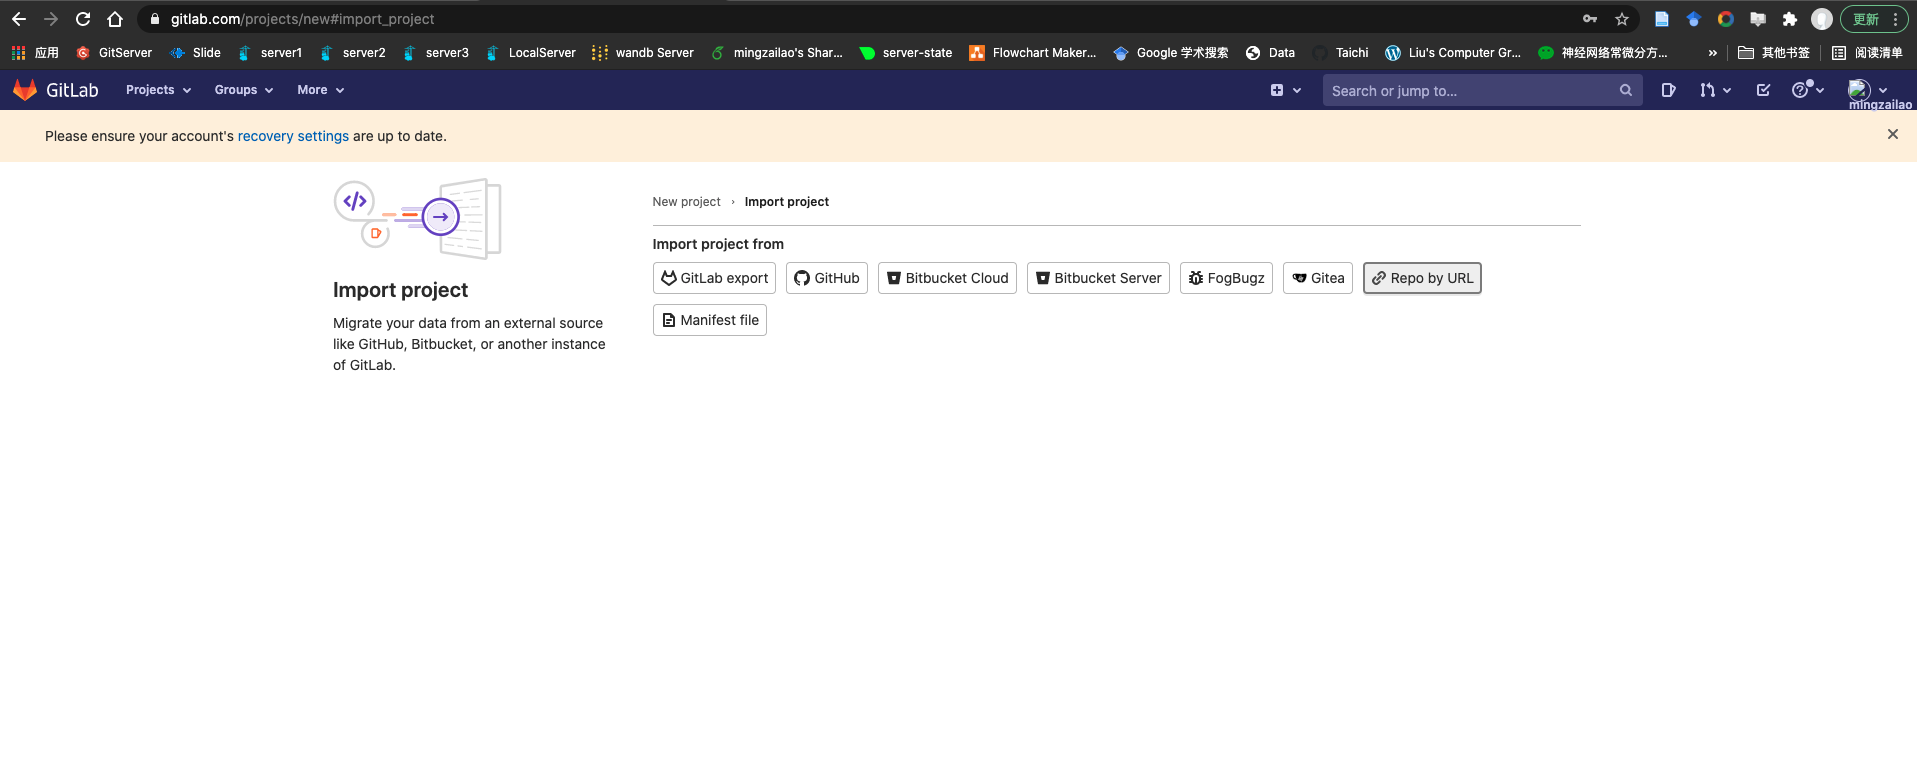 gitlab.com/projects/new#import_project 更新
应用 GitServer Slide server1 server2 server3 LocalServer wandb Server mingzailao's Shar... server-state Flowchart Maker... Google 学术搜索 Data Taichi Liu's Computer Gr... 神经网络常微分方... » 其他书签 阅读清单
GitLab Projects Groups More Search or jump to... mingzailao
Please ensure your account's recovery settings are up to date.
New project › Import project
Import project from
GitLab export GitHub Bitbucket Cloud Bitbucket Server FogBugz Gitea Repo by URL
Manifest file
Import project
Migrate your data from an external source
like GitHub, Bitbucket, or another instance
of GitLab.